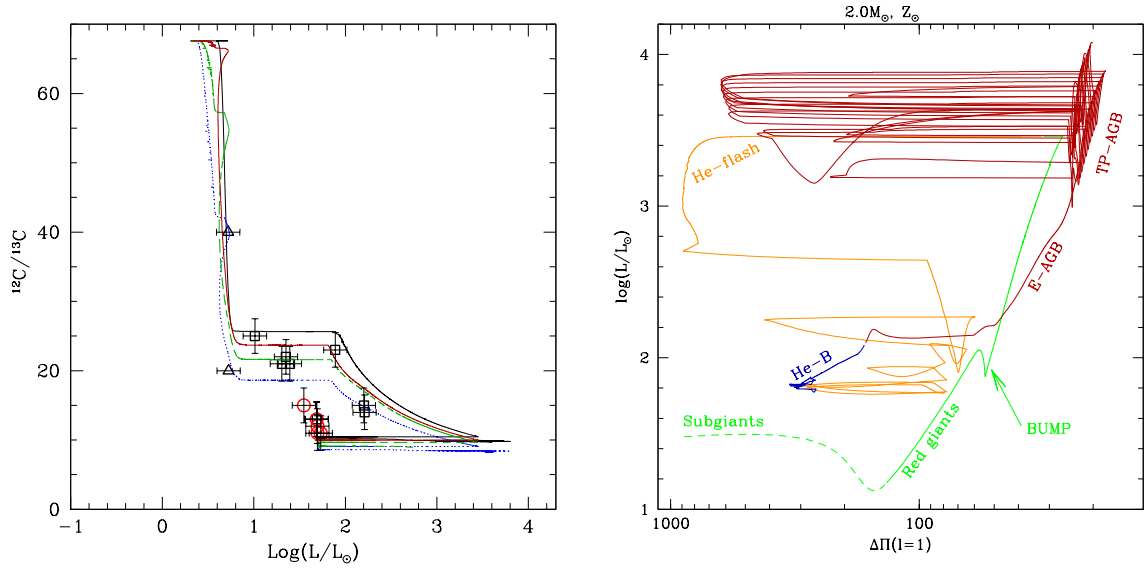 60
40
20
0
−1
0
1
2
3
4
¹²C/¹³C
Log(L/L☉)
2.0M☉, Z☉
4
3
2
1
1000
100
log(L/L☉)
ΔΠ(l=1)
He−flash
TP−AGB
E−AGB
He−B
Subgiants
Red giants
BUMP